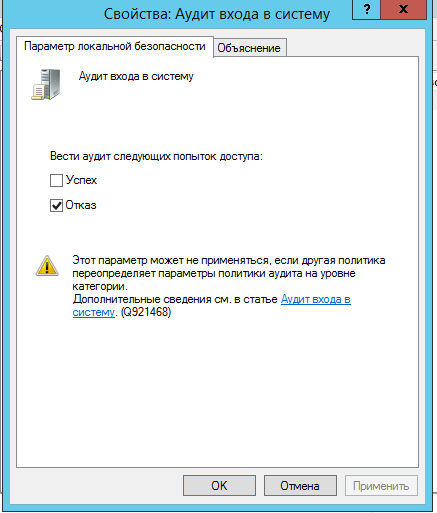 Свойства: Аудит входа в систему
? x
Параметр локальной безопасности Объяснение
Аудит входа в систему
Вести аудит следующих попыток доступа:
Успех
Отказ
Этот параметр может не применяться, если другая политика
переопределяет параметры политики аудита на уровне
категории.
Дополнительные сведения см. в статье Аудит входа в
систему. (Q921468)
OK Отмена Применить